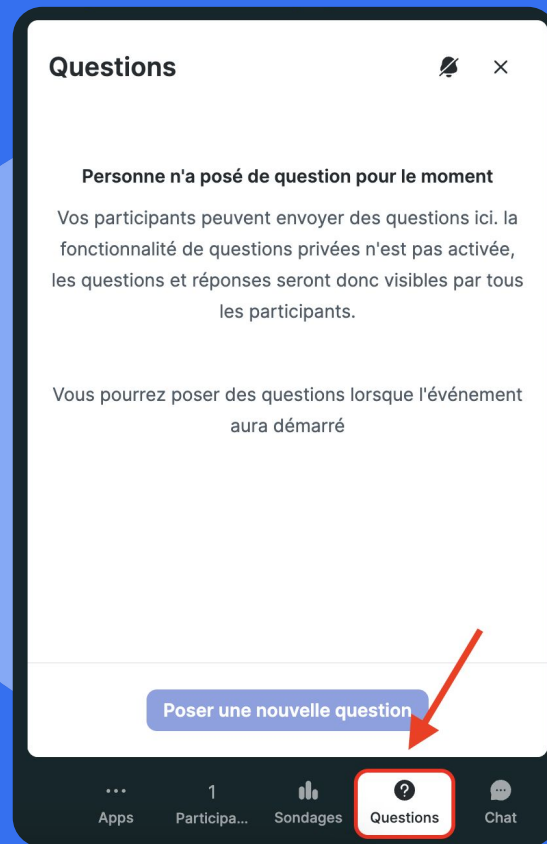 Questions
Personne n'a posé de question pour le moment
Vos participants peuvent envoyer des questions ici. la
fonctionnalité de questions privées n'est pas activée,
les questions et réponses seront donc visibles par tous
les participants.
Vous pourrez poser des questions lorsque l'événement
aura démarré
Poser une nouvelle question
1
Apps
Participa...
Sondages
Questions
Chat